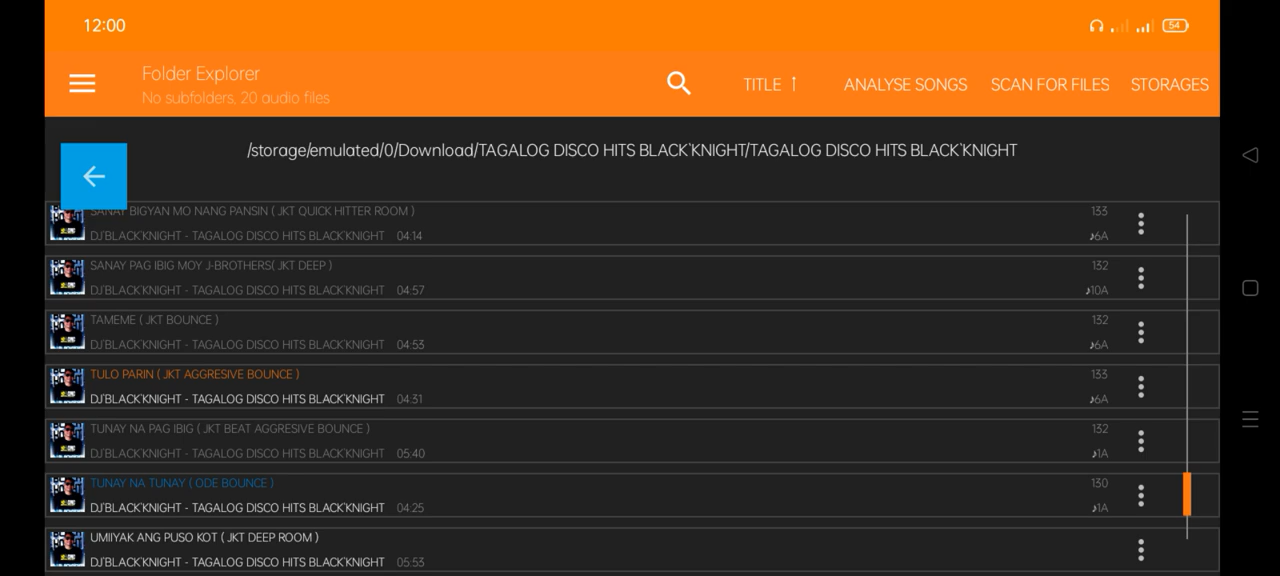 12:00
54
Folder Explorer
No subfolders, 20 audio files
TITLE ↑ ANALYSE SONGS SCAN FOR FILES STORAGES
/storage/emulated/0/Download/TAGALOG DISCO HITS BLACK`KNIGHT/TAGALOG DISCO HITS BLACK`KNIGHT
SANAY BIGYAN MO NANG PANSIN ( JKT QUICK HITTER ROOM ) 133
DJ`BLACK`KNIGHT - TAGALOG DISCO HITS BLACK`KNIGHT 04:14 ♪6A
SANAY PAG IBIG MOY J-BROTHERS( JKT DEEP ) 132
DJ`BLACK`KNIGHT - TAGALOG DISCO HITS BLACK`KNIGHT 04:57 ♪10A
TAMEME ( JKT BOUNCE ) 132
DJ`BLACK`KNIGHT - TAGALOG DISCO HITS BLACK`KNIGHT 04:53 ♪6A
TULO PARIN ( JKT AGGRESIVE BOUNCE ) 133
DJ`BLACK`KNIGHT - TAGALOG DISCO HITS BLACK`KNIGHT 04:31 ♪6A
TUNAY NA PAG IBIG ( JKT BEAT AGGRESIVE BOUNCE ) 132
DJ`BLACK`KNIGHT - TAGALOG DISCO HITS BLACK`KNIGHT 05:40 ♪1A
TUNAY NA TUNAY ( ODE BOUNCE ) 130
DJ`BLACK`KNIGHT - TAGALOG DISCO HITS BLACK`KNIGHT 04:25 ♪1A
UMIIYAK ANG PUSO KOT ( JKT DEEP ROOM )
DJ`BLACK`KNIGHT - TAGALOG DISCO HITS BLACK`KNIGHT 05:53